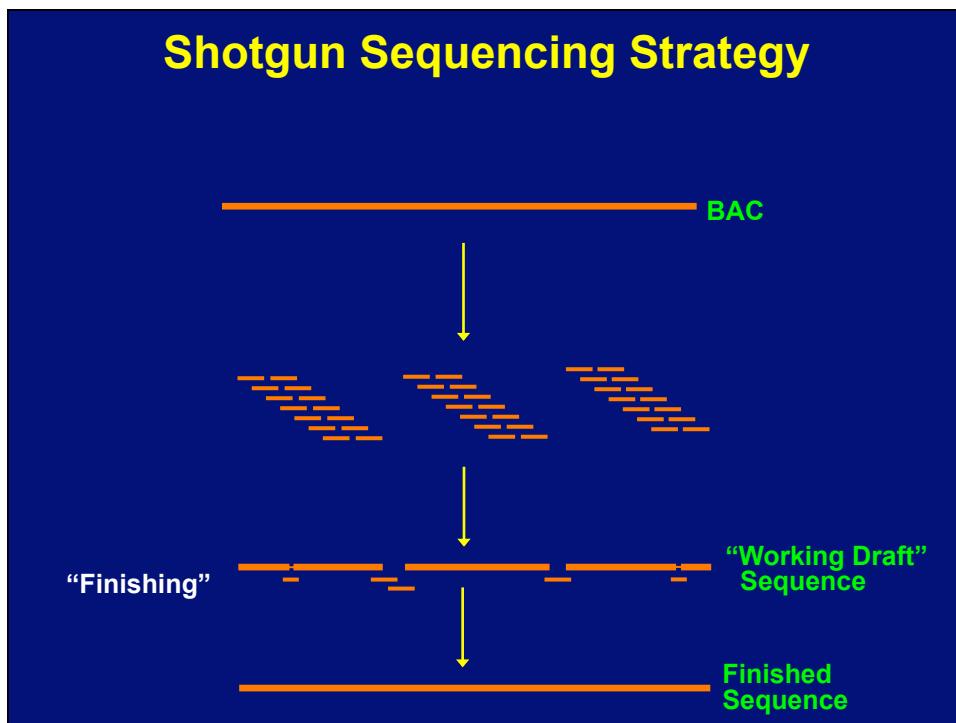 Shotgun Sequencing Strategy
BAC
“Working Draft”
Sequence
“Finishing”
Finished
Sequence